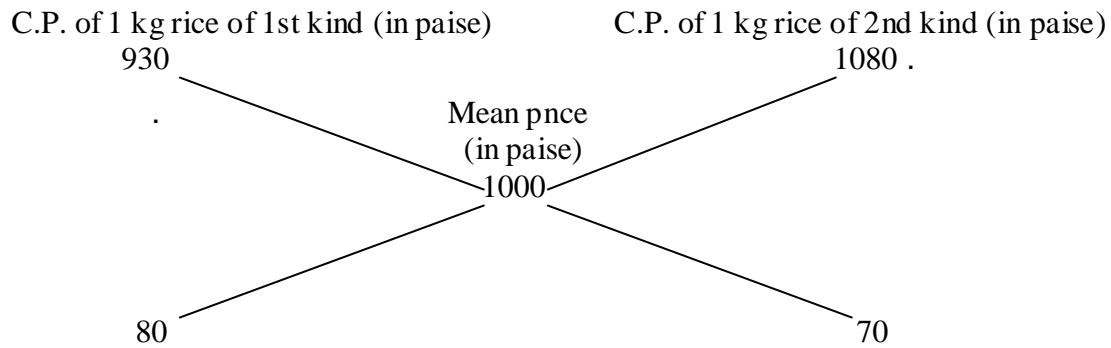 C.P. of 1 kg rice of 1st kind (in paise) C.P. of 1 kg rice of 2nd kind (in paise)
930 1080 .
.
Mean pnce
(in paise)
1000
80 70